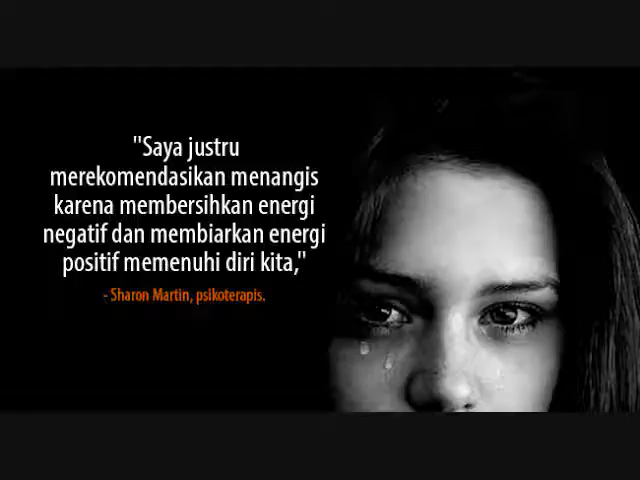 "Saya justru
merekomendasikan menangis
karena membersihkan energi
negatif dan membiarkan energi
positif memenuhi diri kita,"
- Sharon Martin, psikoterapis.